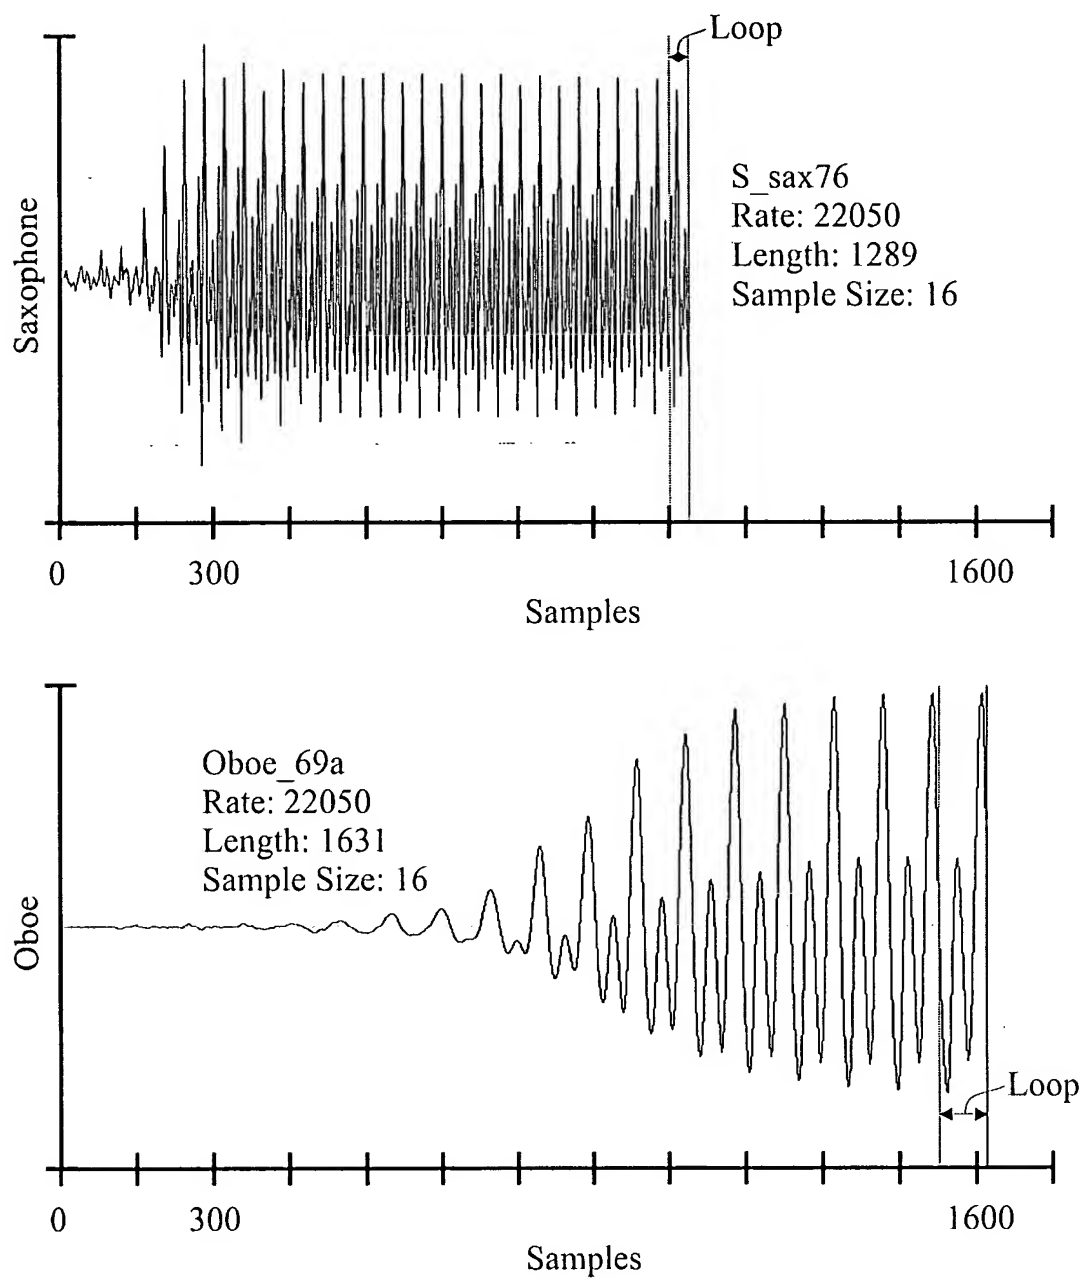 Loop
Saxophone
S_sax76
Rate: 22050
Length: 1289
Sample Size: 16
0 300 1600
Samples
Oboe
Oboe_69a
Rate: 22050
Length: 1631
Sample Size: 16
Loop
0 300 1600
Samples